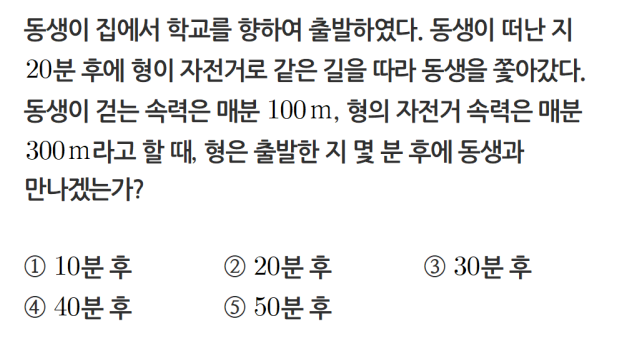 동생이 집에서 학교를 향하여 출발하였다. 동생이 떠난 지
20분 후에 형이 자전거로 같은 길을 따라 동생을 쫓아갔다.
동생이 걷는 속력은 매분 100 m, 형의 자전거 속력은 매분
300 m라고 할 때, 형은 출발한 지 몇 분 후에 동생과
만나겠는가?
① 10분 후 ② 20분 후 ③ 30분 후
④ 40분 후 ⑤ 50분 후